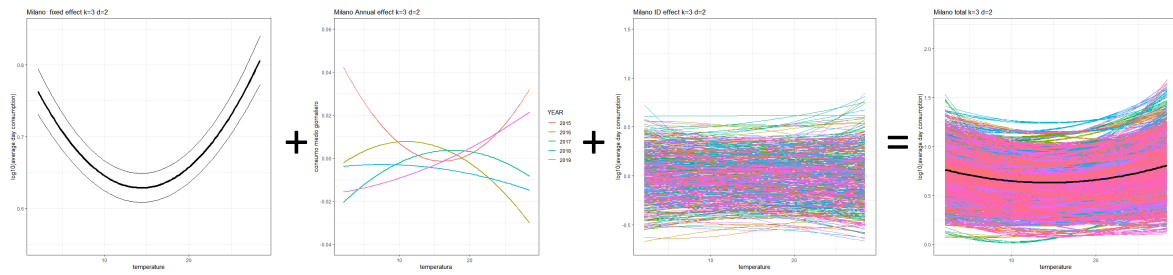 Milano  fixed effect k=3 d=2
log10(average day consumption)
0.8
0.7
0.6
10
20
temperature
+
Milano Annual effect k=3 d=2
consumo medio giornaliero
0.06
0.04
0.02
0.00
-0.02
-0.04
10
20
temperatura
YEAR
2015
2016
2017
2018
2019
+
Milano ID effect k=3 d=2
log10(average day consumption)
1.5
1.0
0.5
0.0
-0.5
10
20
temperature
=
Milano total k=3 d=2
log10(average day consumption)
2.0
1.5
1.0
0.5
0.0
10
20
temperature